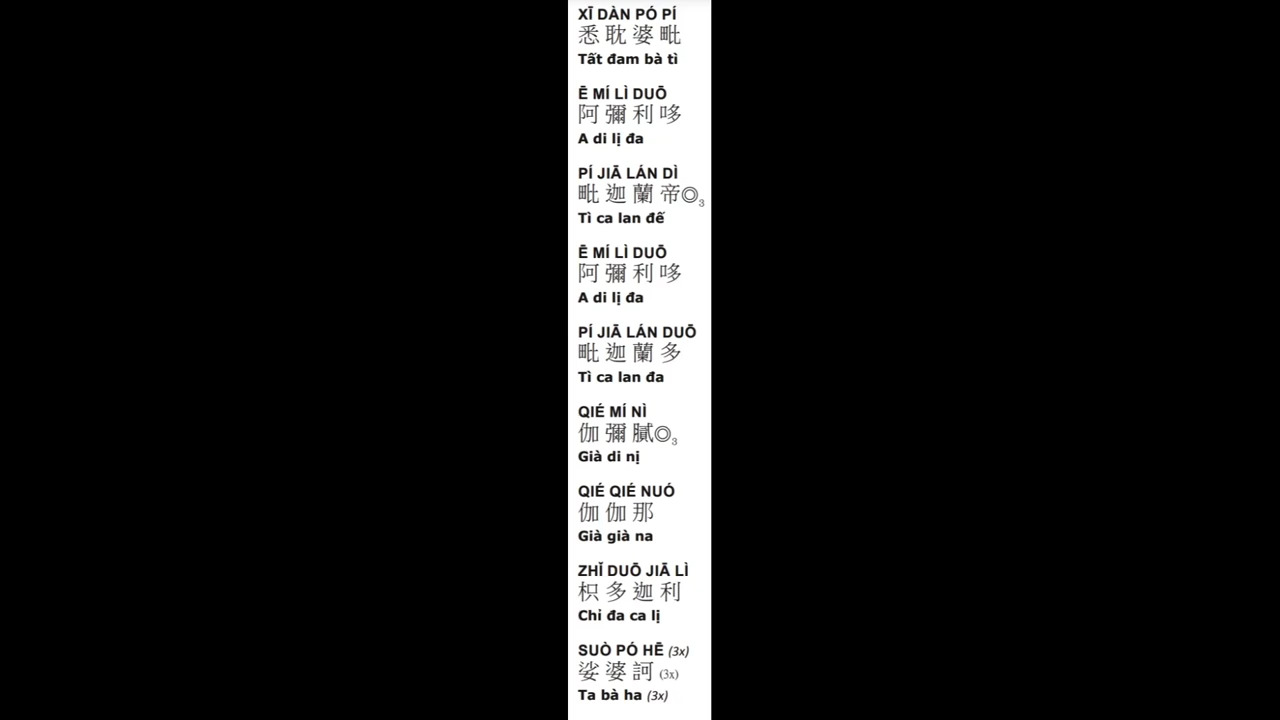 XĪ DÀN PÓ PÍ
悉耽婆毗
Tất đam bà tì
Ē MÍ LÌ DUŌ
阿彌利哆
A di lị đa
PÍ JIĀ LÁN DÌ
毗迦蘭帝◎3
Tì ca lan đế
Ē MÍ LÌ DUŌ
阿彌利哆
A di lị đa
PÍ JIĀ LÁN DUŌ
毗迦蘭多
Tì ca lan đa
QIÉ MÍ NÌ
伽彌膩◎3
Già di nị
QIÉ QIÉ NUÓ
伽伽那
Già già na
ZHǏ DUŌ JIĀ LÌ
枳多迦利
Chỉ đa ca lị
SUÒ PÓ HĒ (3x)
娑婆訶 (3x)
Ta bà ha (3x)